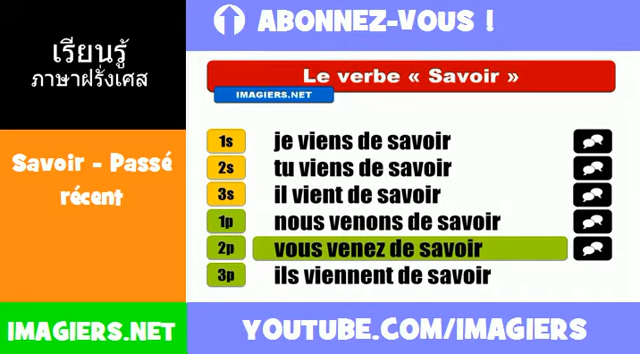 เรียนรู้
ภาษาฝรั่งเศส
Savoir - Passé
récent
IMAGIERS.NET
ABONNEZ-VOUS !
Le verbe « Savoir »
IMAGIERS.NET
1s je viens de savoir
2s tu viens de savoir
3s il vient de savoir
1p nous venons de savoir
2p vous venez de savoir
3p ils viennent de savoir
YOUTUBE.COM/IMAGIERS